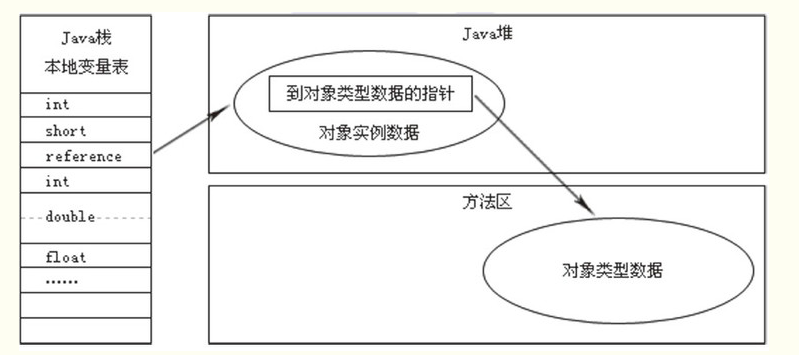 Java栈
本地变量表
int
short
reference
int
double
float
……
Java堆
到对象类型数据的指针
对象实例数据
方法区
对象类型数据